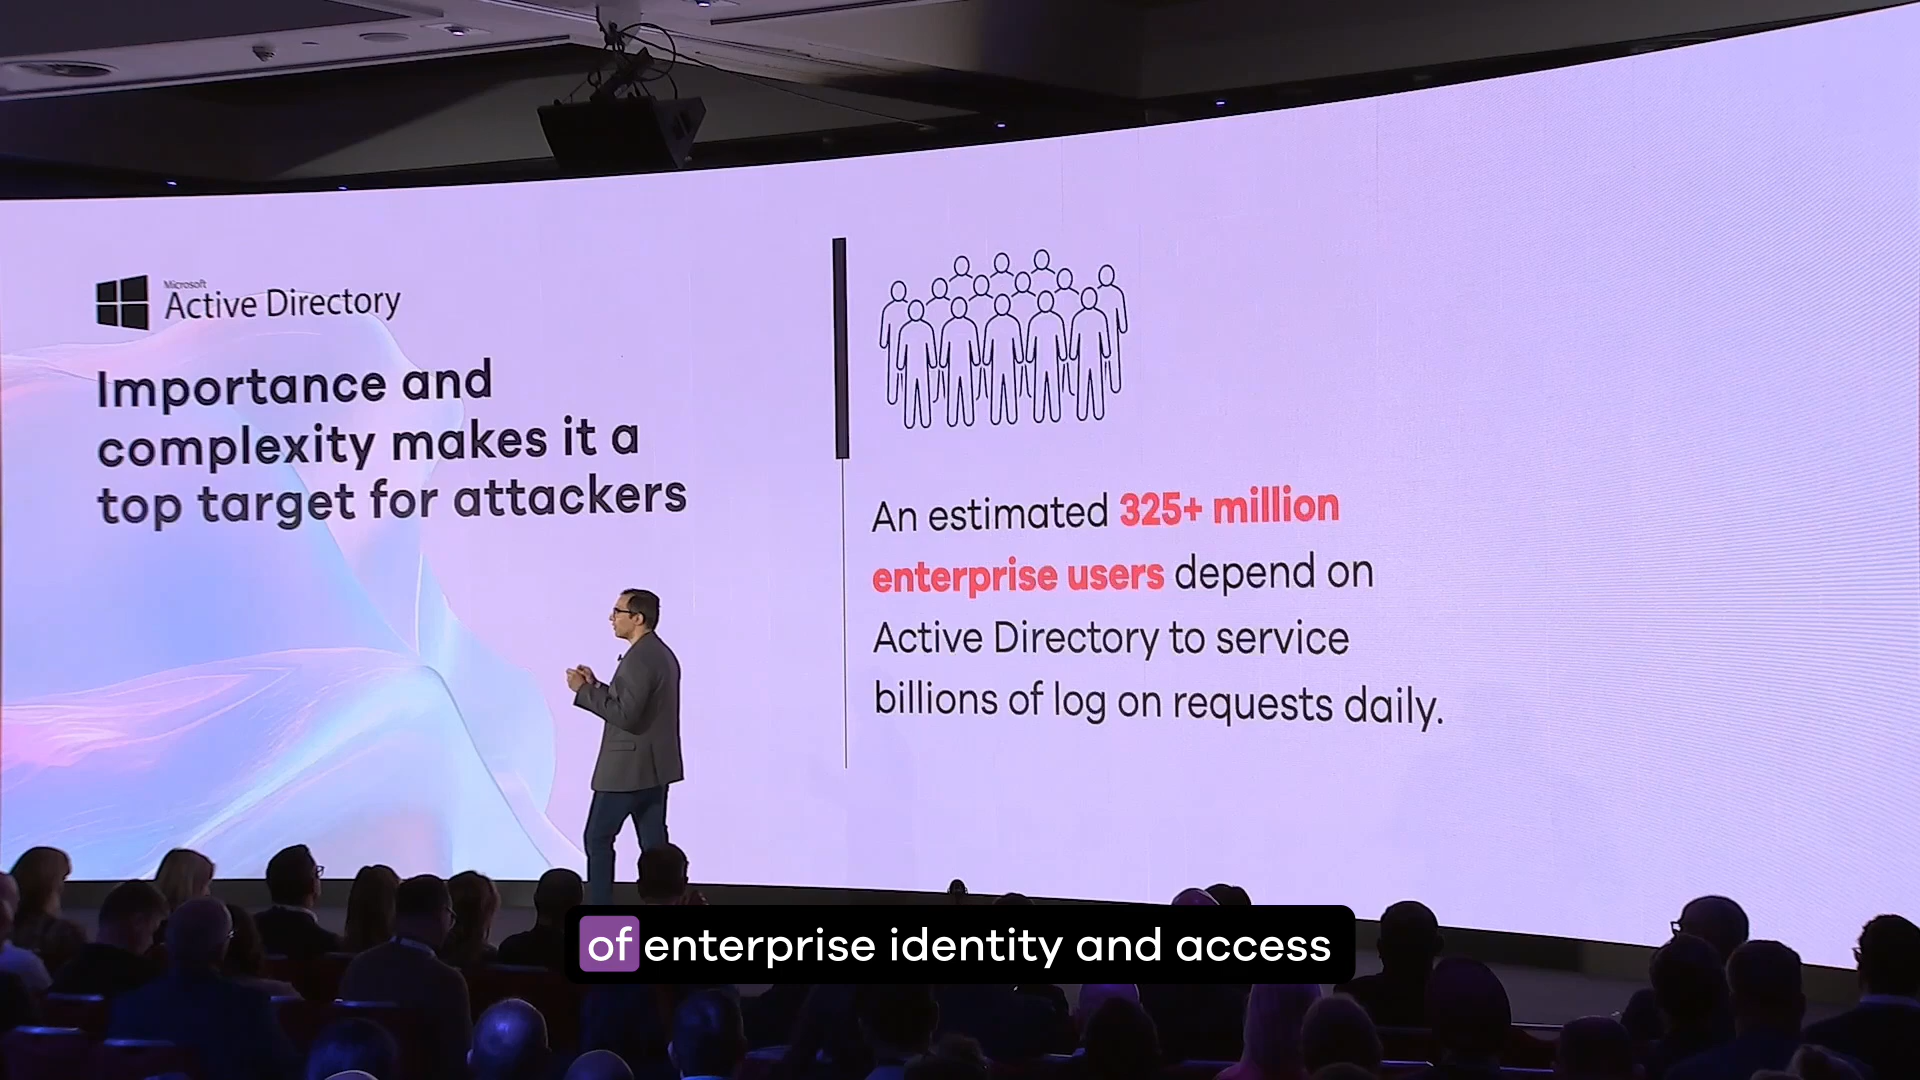 Microsoft
Active Directory
Importance and
complexity makes it a
top target for attackers
An estimated 325+ million
enterprise users depend on
Active Directory to service
billions of log on requests daily.
of enterprise identity and access